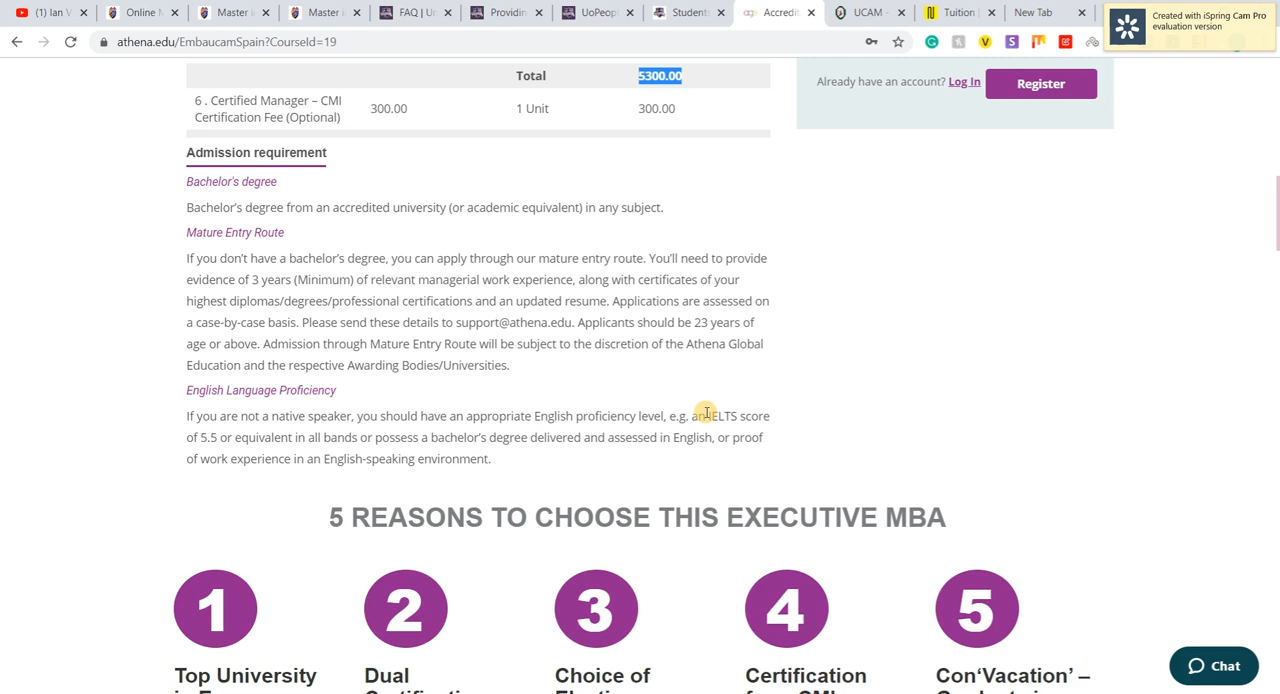 (1) Ian V
Online M
Master i
Master i
FAQ | U
Providin
UoPeopl
Students
Accredit
UCAM -
Tuition
New Tab
Created with iSpring Cam Pro
evaluation version
athena.edu/EmbaucamSpain?CourseId=19
Total 5300.00
6 . Certified Manager – CMI
Certification Fee (Optional)
300.00 1 Unit 300.00
Already have an account? Log In
Register
Admission requirement
Bachelor's degree
Bachelor's degree from an accredited university (or academic equivalent) in any subject.
Mature Entry Route
If you don't have a bachelor's degree, you can apply through our mature entry route. You'll need to provide
evidence of 3 years (Minimum) of relevant managerial work experience, along with certificates of your
highest diplomas/degrees/professional certifications and an updated resume. Applications are assessed on
a case-by-case basis. Please send these details to support@athena.edu. Applicants should be 23 years of
age or above. Admission through Mature Entry Route will be subject to the discretion of the Athena Global
Education and the respective Awarding Bodies/Universities.
English Language Proficiency
If you are not a native speaker, you should have an appropriate English proficiency level, e.g. an IELTS score
of 5.5 or equivalent in all bands or possess a bachelor's degree delivered and assessed in English, or proof
of work experience in an English-speaking environment.
5 REASONS TO CHOOSE THIS EXECUTIVE MBA
1
2
3
4
5
Top University
Dual
Choice of
Certification
Con'Vacation' –
Chat